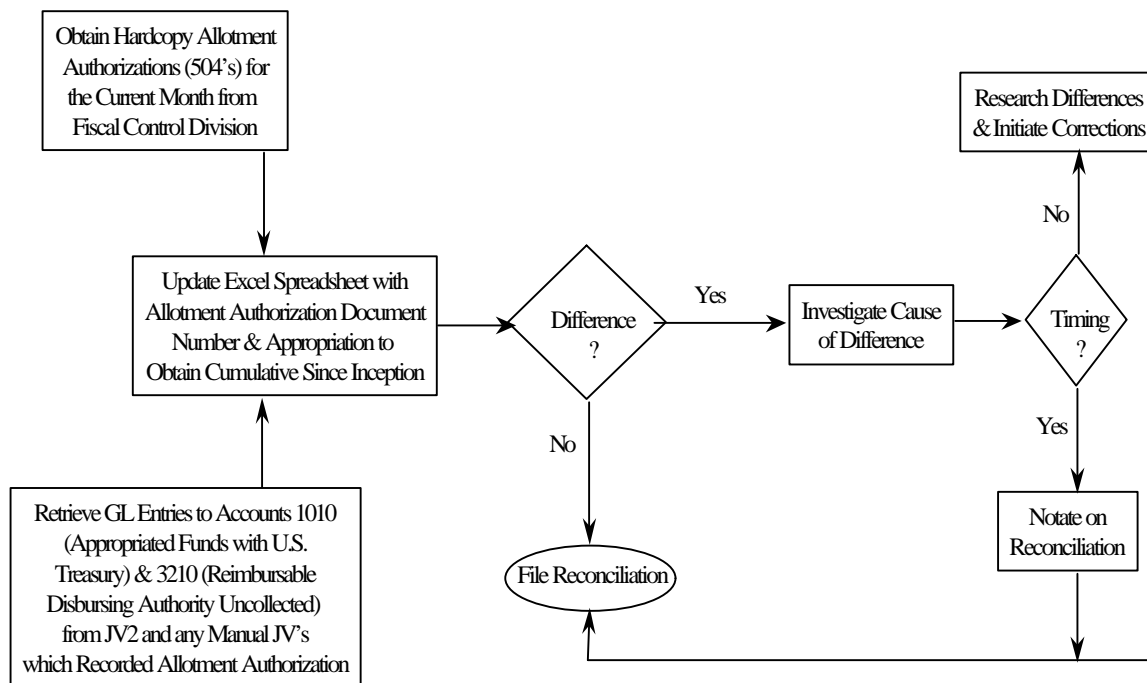 Obtain Hardcopy Allotment
Authorizations (504's) for
the Current Month from
Fiscal Control Division
Research Differences
& Initiate Corrections
No
Update Excel Spreadsheet with
Allotment Authorization Document
Number & Appropriation to
Obtain Cumulative Since Inception
Difference
?
Yes
Investigate Cause
of Difference
Timing
?
No
Yes
Retrieve GL Entries to Accounts 1010
(Appropriated Funds with U.S.
Treasury) & 3210 (Reimbursable
Disbursing Authority Uncollected)
from JV2 and any Manual JV's
which Recorded Allotment Authorization
File Reconciliation
Notate on
Reconciliation